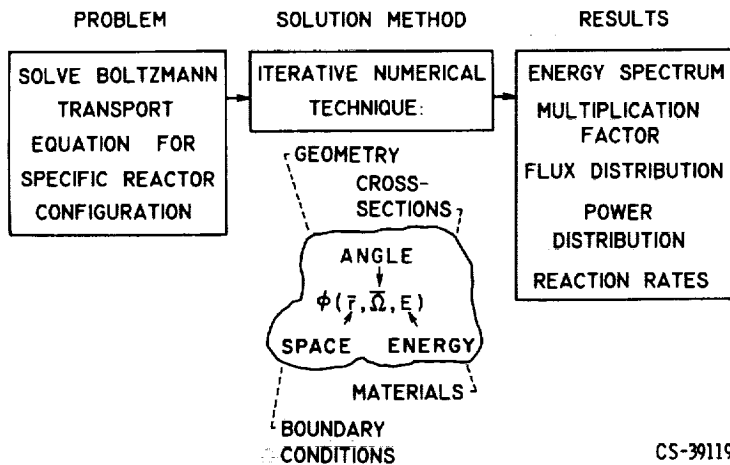 PROBLEM
SOLVE BOLTZMANN
TRANSPORT
EQUATION FOR
SPECIFIC REACTOR
CONFIGURATION
SOLUTION METHOD
ITERATIVE NUMERICAL
TECHNIQUE:
GEOMETRY
CROSS-
SECTIONS
ANGLE
ϕ(r̄,Ω̄,E)
SPACE ENERGY
MATERIALS
BOUNDARY
CONDITIONS
RESULTS
ENERGY SPECTRUM
MULTIPLICATION
FACTOR
FLUX DISTRIBUTION
POWER
DISTRIBUTION
REACTION RATES
CS-39119